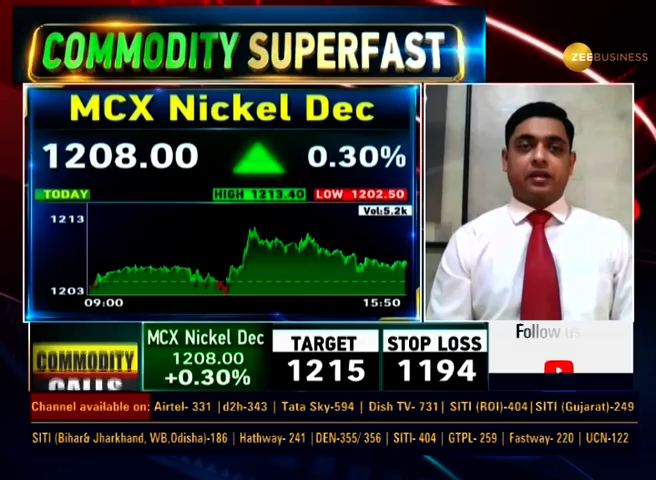 COMMODITY SUPERFAST
ZEEBUSINESS
MCX Nickel Dec
1208.00 0.30%
TODAY HIGH 1213.40 LOW 1202.50
Vol:5.2k
1213
1203
09:00 15:50
COMMODITY
CALLS
MCX Nickel Dec
1208.00
+0.30%
TARGET
1215
STOP LOSS
1194
Follow us
Channel available on: Airtel- 331 |d2h-343 | Tata Sky-594 | Dish TV- 731| SITI (ROI)-404|SITI (Gujarat)-249
SITI (Bihar& Jharkhand, WB,Odisha)-186 | Hathway- 241 |DEN-355/ 356 | SITI- 404 | GTPL- 259 | Fastway- 220 | UCN-122